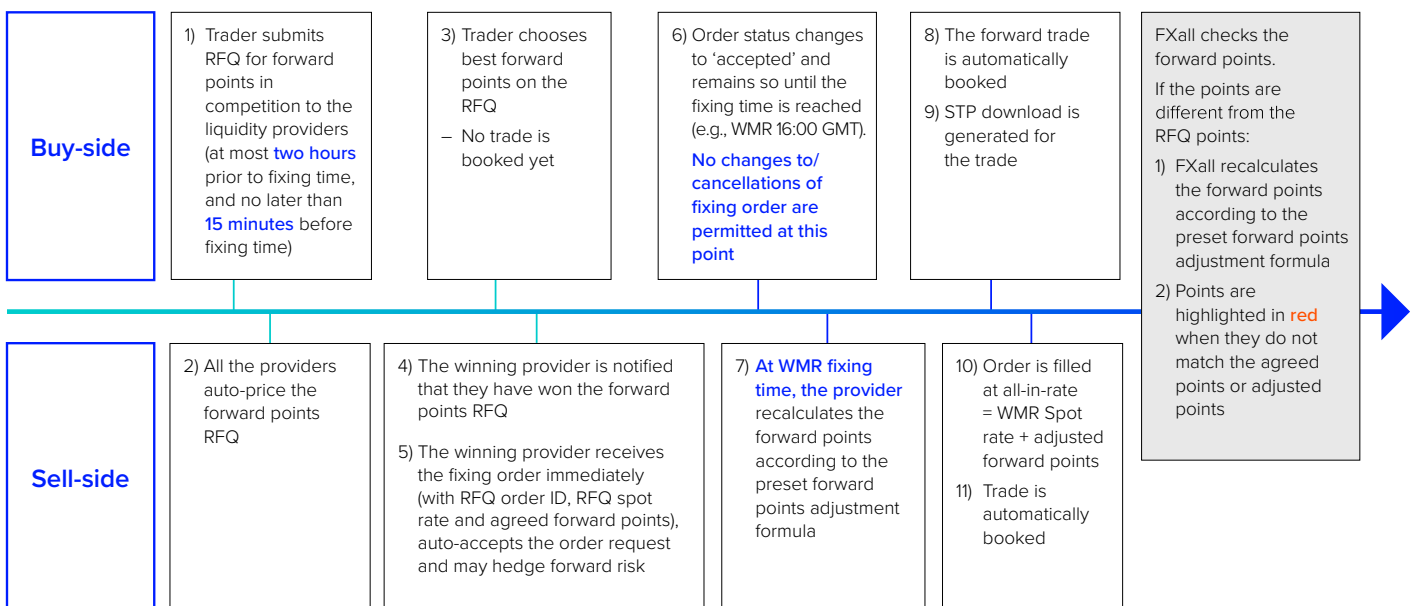 Buy-side
1) Trader submits
RFQ for forward
points in
competition to the
liquidity providers
(at most two hours
prior to fixing time,
and no later than
15 minutes before
fixing time)
3) Trader chooses
best forward
points on the
RFQ
– No trade is
booked yet
6) Order status changes
to ‘accepted’ and
remains so until the
fixing time is reached
(e.g., WMR 16:00 GMT).
No changes to/
cancellations of
fixing order are
permitted at this
point
8) The forward trade
is automatically
booked
9) STP download is
generated for
the trade
FXall checks the
forward points.
If the points are
different from the
RFQ points:
1) FXall recalculates
the forward points
according to the
preset forward points
adjustment formula
2) Points are
highlighted in red
when they do not
match the agreed
points or adjusted
points
Sell-side
2) All the providers
auto-price the
forward points
RFQ
4) The winning provider is notified
that they have won the forward
points RFQ
5) The winning provider receives
the fixing order immediately
(with RFQ order ID, RFQ spot
rate and agreed forward points),
auto-accepts the order request
and may hedge forward risk
7) At WMR fixing
time, the provider
recalculates the
forward points
according to the
preset forward
points adjustment
formula
10) Order is filled
at all-in-rate
= WMR Spot
rate + adjusted
forward points
11) Trade is
automatically
booked